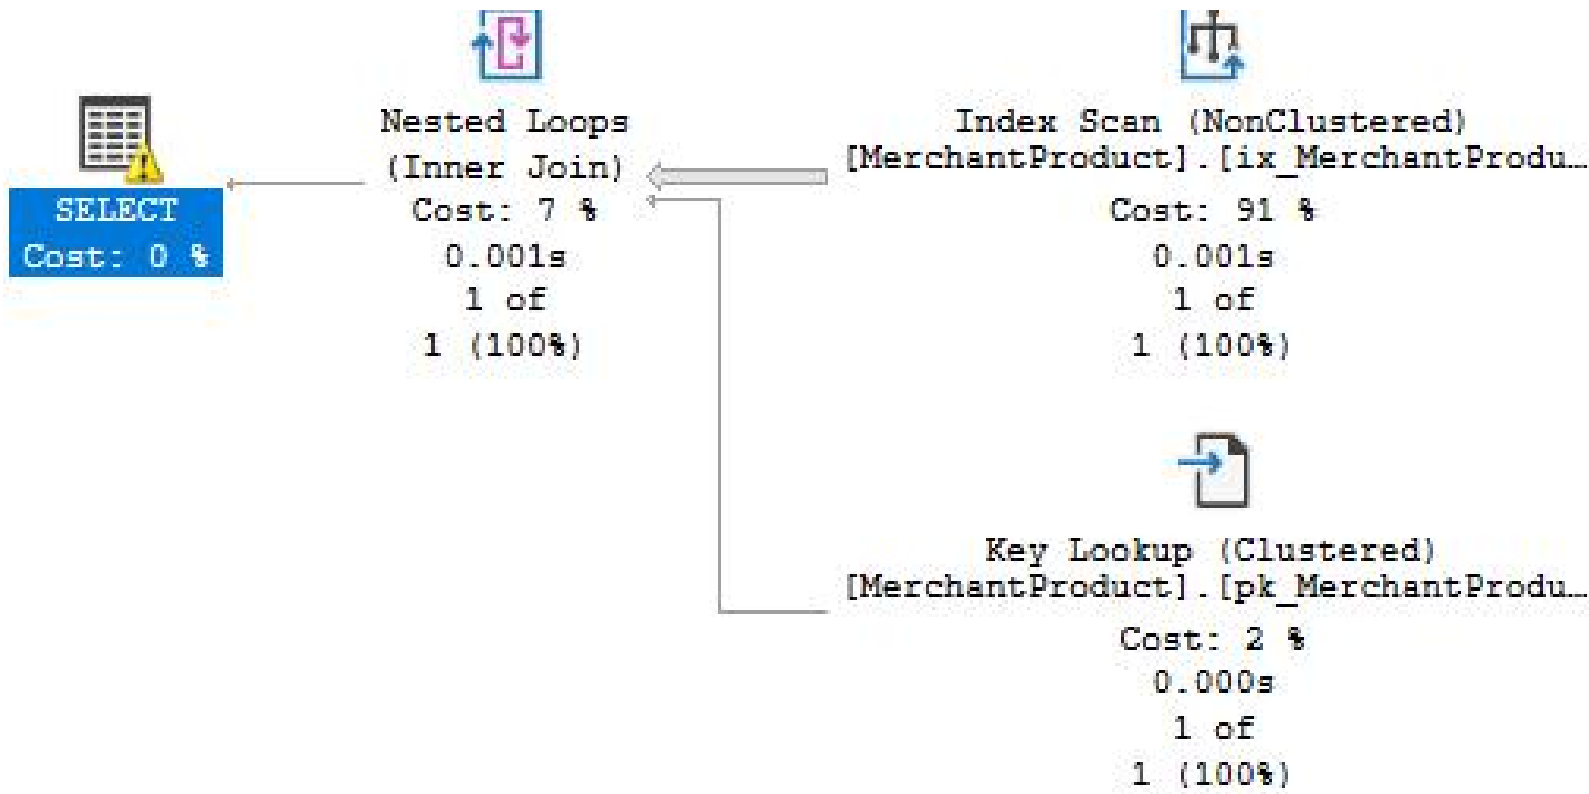 SELECT
Cost: 0 %
Nested Loops
(Inner Join)
Cost: 7 %
0.001s
1 of
1 (100%)
Index Scan (NonClustered)
[MerchantProduct].[ix_MerchantProdu…
Cost: 91 %
0.001s
1 of
1 (100%)
Key Lookup (Clustered)
[MerchantProduct].[pk_MerchantProdu…
Cost: 2 %
0.000s
1 of
1 (100%)